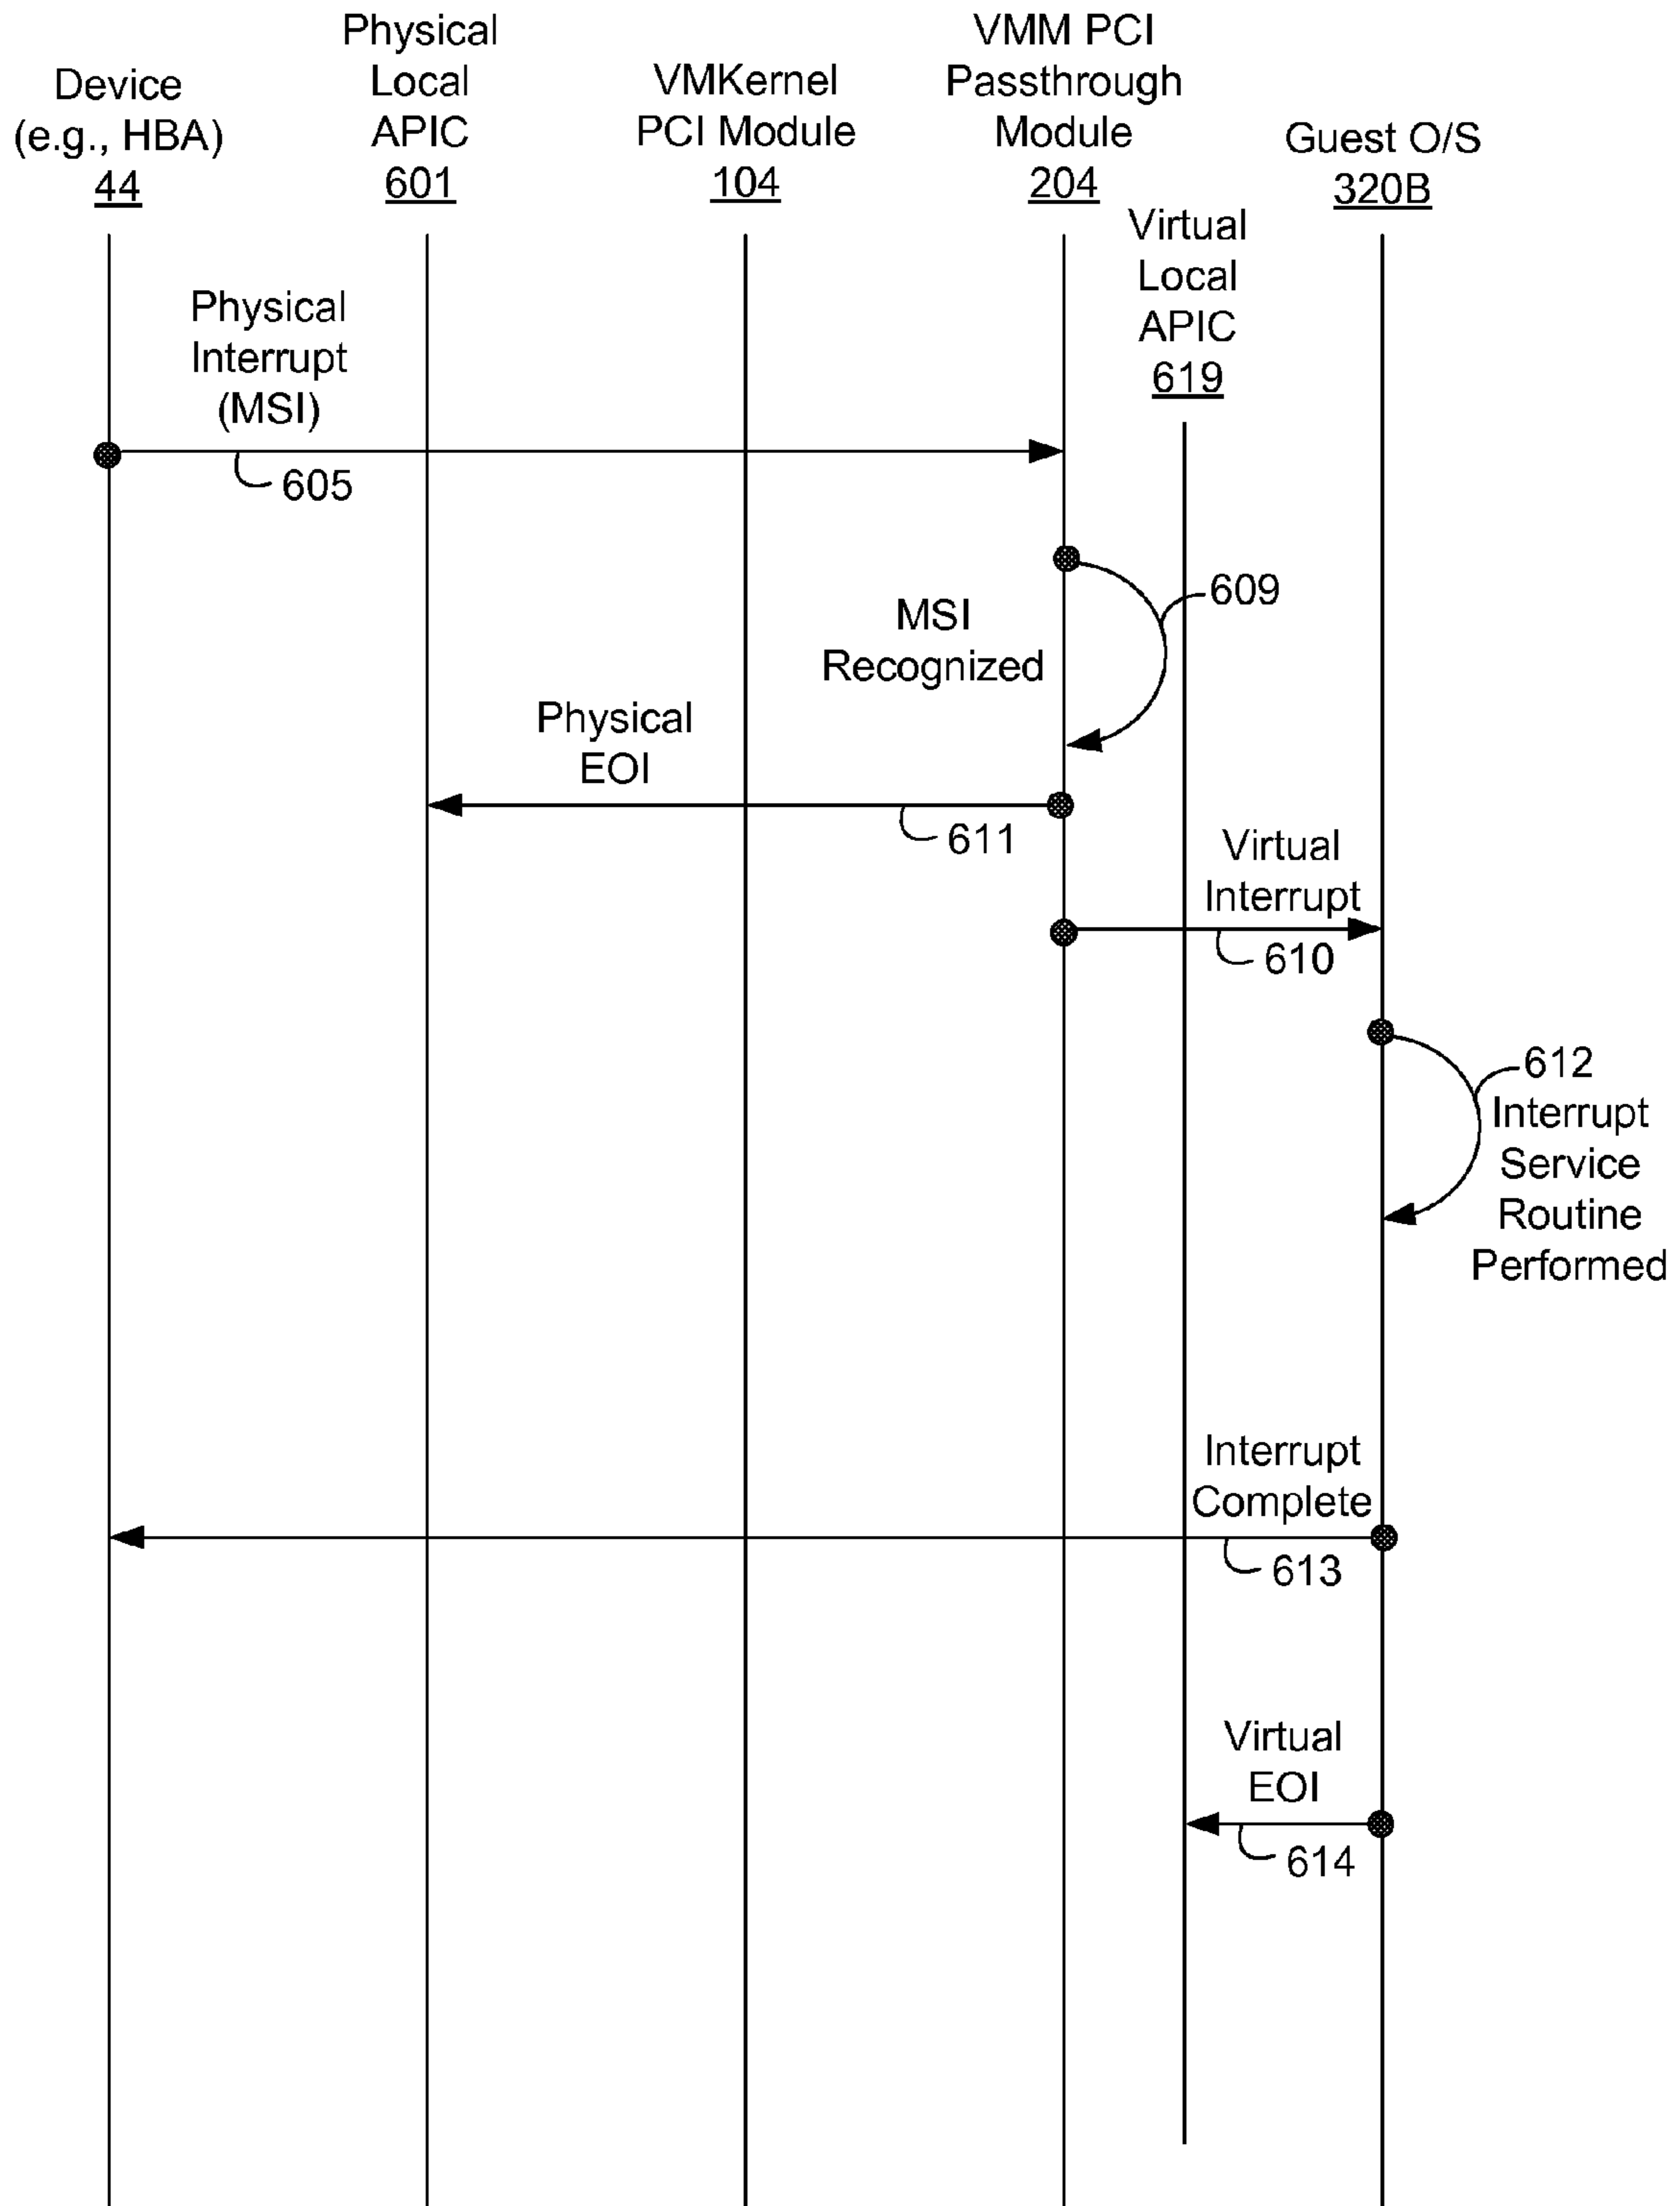 Device
(e.g., HBA)
44
Physical
Local
APIC
601
VMKernel
PCI Module
104
VMM PCI
Passthrough
Module
204
Guest O/S
320B
Virtual
Local
APIC
619
Physical
Interrupt
(MSI)
605
609
MSI
Recognized
Physical
EOI
611
Virtual
Interrupt
610
612
Interrupt
Service
Routine
Performed
Interrupt
Complete
613
Virtual
EOI
614